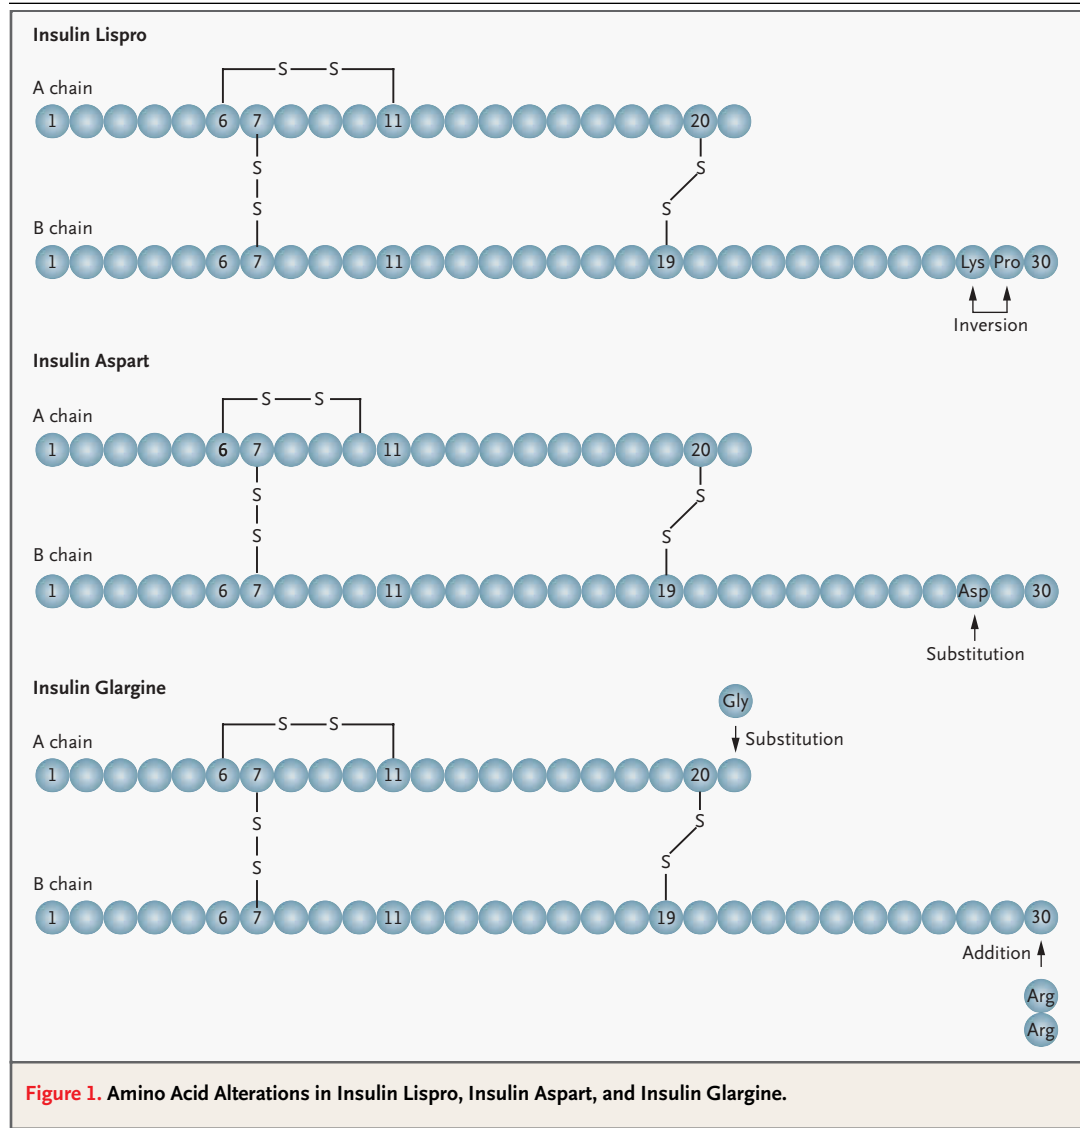 Insulin Lispro
S S
A chain
1 6 7 11 20
S S
S S
B chain
1 6 7 11 19 Lys Pro 30
Inversion
Insulin Aspart
S S
A chain
1 6 7 11 20
S S
S S
B chain
1 6 7 11 19 Asp 30
Substitution
Insulin Glargine
Gly
S S
Substitution
A chain
1 6 7 11 20
S S
S S
B chain
1 6 7 11 19 30
Addition
Arg
Arg
Figure 1. Amino Acid Alterations in Insulin Lispro, Insulin Aspart, and Insulin Glargine.